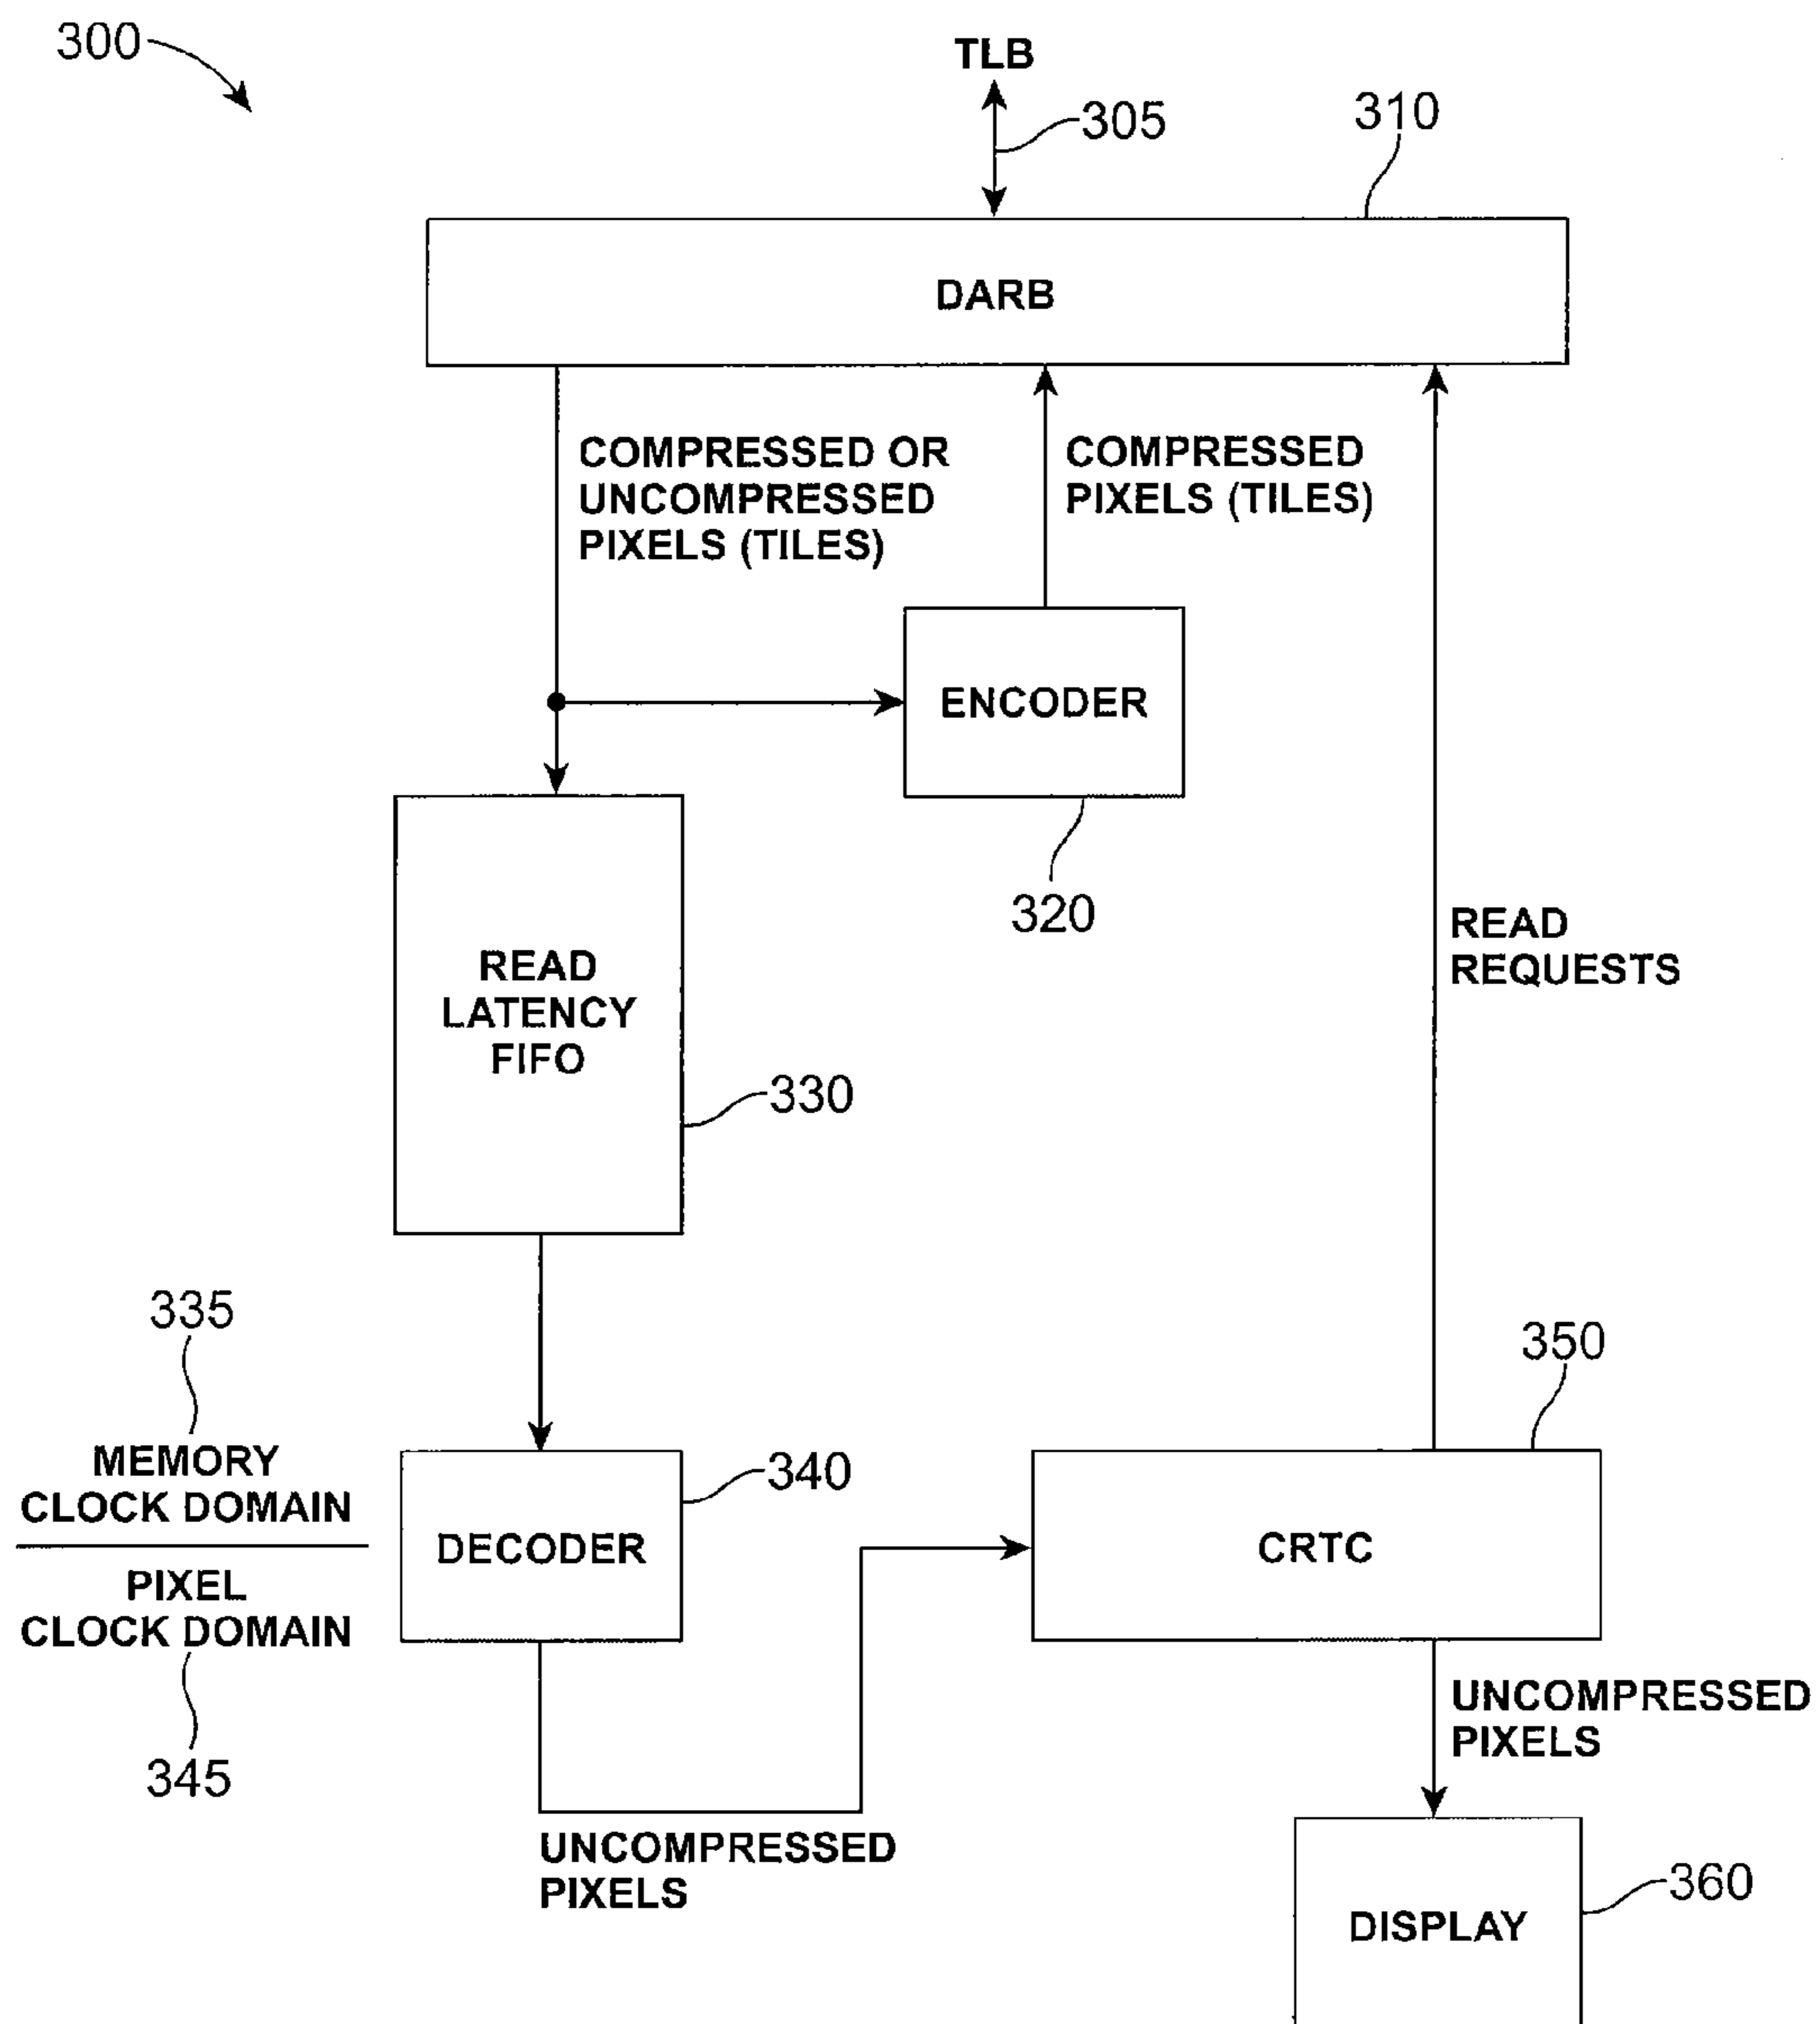 300
TLB
305
310
DARB
COMPRESSED OR
UNCOMPRESSED
PIXELS (TILES)
COMPRESSED
PIXELS (TILES)
ENCODER
320
READ
LATENCY
FIFO
330
READ
REQUESTS
335
MEMORY
CLOCK DOMAIN
PIXEL
CLOCK DOMAIN
345
340
DECODER
350
CRTC
UNCOMPRESSED
PIXELS
UNCOMPRESSED
PIXELS
360
DISPLAY